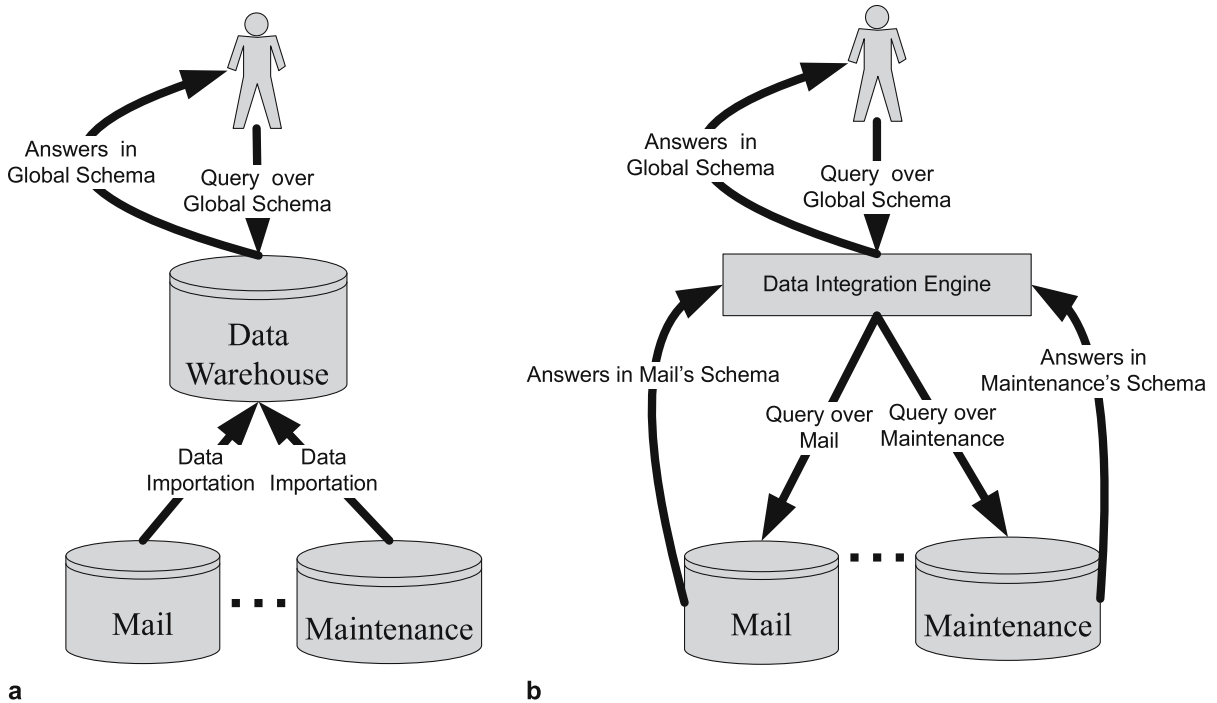 Answers in
Global Schema
Query over
Global Schema
Data
Warehouse
Data
Importation
Data
Importation
Mail
Maintenance
a
Answers in
Global Schema
Query over
Global Schema
Data Integration Engine
Answers in Mail's Schema
Answers in
Maintenance's Schema
Query over
Mail
Query over
Maintenance
Mail
Maintenance
b